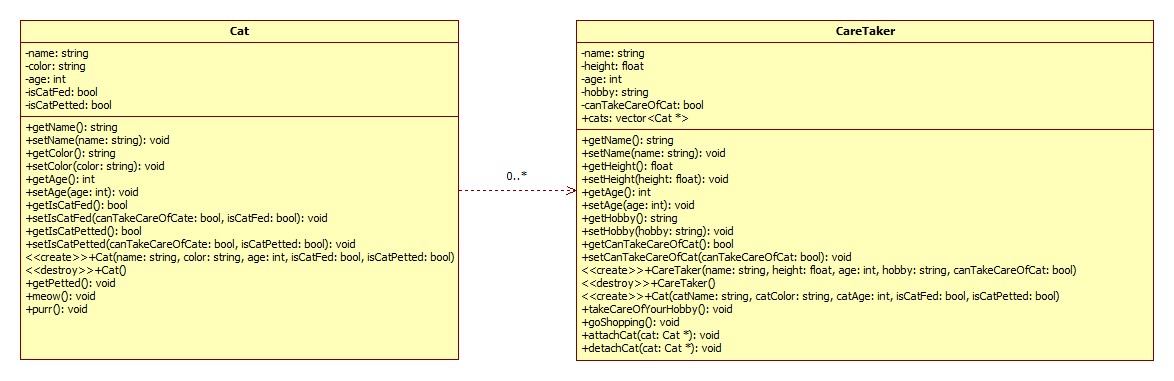 Cat
-name: string
-color: string
-age: int
-isCatFed: bool
-isCatPetted: bool
+getName(): string
+setName(name: string): void
+getColor(): string
+setColor(color: string): void
+getAge(): int
+setAge(age: int): void
+getIsCatFed(): bool
+setIsCatFed(canTakeCareOfCate: bool, isCatFed: bool): void
+getIsCatPetted(): bool
+setIsCatPetted(canTakeCareOfCate: bool, isCatPetted: bool): void
<<create>>+Cat(name: string, color: string, age: int, isCatFed: bool, isCatPetted: bool)
<<destroy>>+Cat()
+getPetted(): void
+meow(): void
+purr(): void
0..*
CareTaker
-name: string
-height: float
-age: int
-hobby: string
-canTakeCareOfCat: bool
+cats: vector<Cat *>
+getName(): string
+setName(name: string): void
+getHeight(): float
+setHeight(height: float): void
+getAge(): int
+setAge(age: int): void
+getHobby(): string
+setHobby(hobby: string): void
+getCanTakeCareOfCat(): bool
+setCanTakeCareOfCat(canTakeCareOfCat: bool): void
<<create>>+CareTaker(name: string, height: float, age: int, hobby: string, canTakeCareOfCat: bool)
<<destroy>>+CareTaker()
<<create>>+Cat(catName: string, catColor: string, catAge: int, isCatFed: bool, isCatPetted: bool)
+takeCareOfYourHobby(): void
+goShopping(): void
+attachCat(cat: Cat *): void
+detachCat(cat: Cat *): void